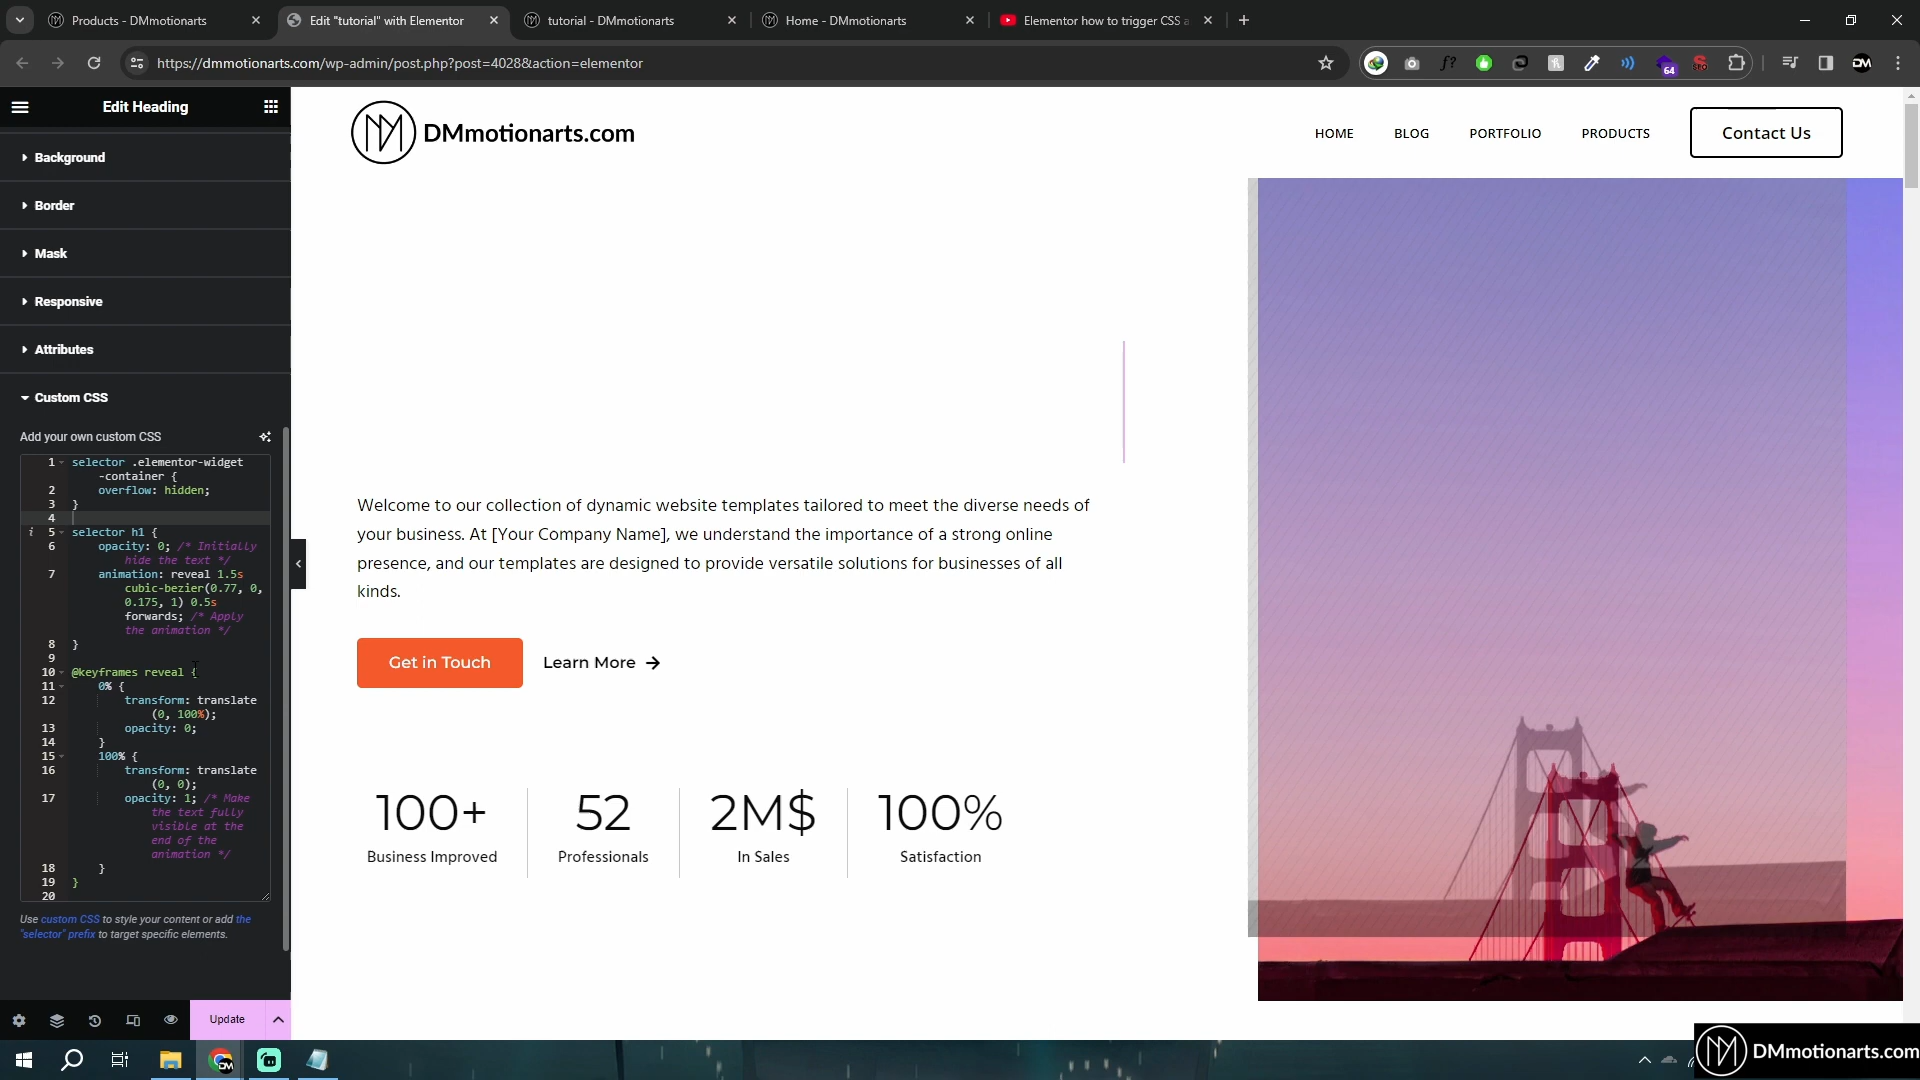 Products - DMmotionarts
Edit "tutorial" with Elementor
tutorial - DMmotionarts
Home - DMmotionarts
Elementor how to trigger CSS a
https://dmmotionarts.com/wp-admin/post.php?post=4028&action=elementor
f?
64
SEO
DM
Edit Heading
DMmotionarts.com
HOME
BLOG
PORTFOLIO
PRODUCTS
Contact Us
Background
Border
Mask
Responsive
Attributes
Custom CSS
Add your own custom CSS
1 selector .elementor-widget
-container {
2 overflow: hidden;
3 }
4
5 selector h1 {
6 opacity: 0; /* Initially
hide the text */
7 animation: reveal 1.5s
cubic-bezier(0.77, 0,
0.175, 1) 0.5s
forwards; /* Apply
the animation */
8 }
9
10 @keyframes reveal {
11 0% {
12 transform: translate
(0, 100%);
13 opacity: 0;
14 }
15 100% {
16 transform: translate
(0, 0);
17 opacity: 1; /* Make
the text fully
visible at the
end of the
animation */
18 }
19 }
20
Use custom CSS to style your content or add the
"selector" prefix to target specific elements.
Welcome to our collection of dynamic website templates tailored to meet the diverse needs of
your business. At [Your Company Name], we understand the importance of a strong online
presence, and our templates are designed to provide versatile solutions for businesses of all
kinds.
Get in Touch
Learn More
100+
Business Improved
52
Professionals
2M$
In Sales
100%
Satisfaction
Update
DMmotionarts.com